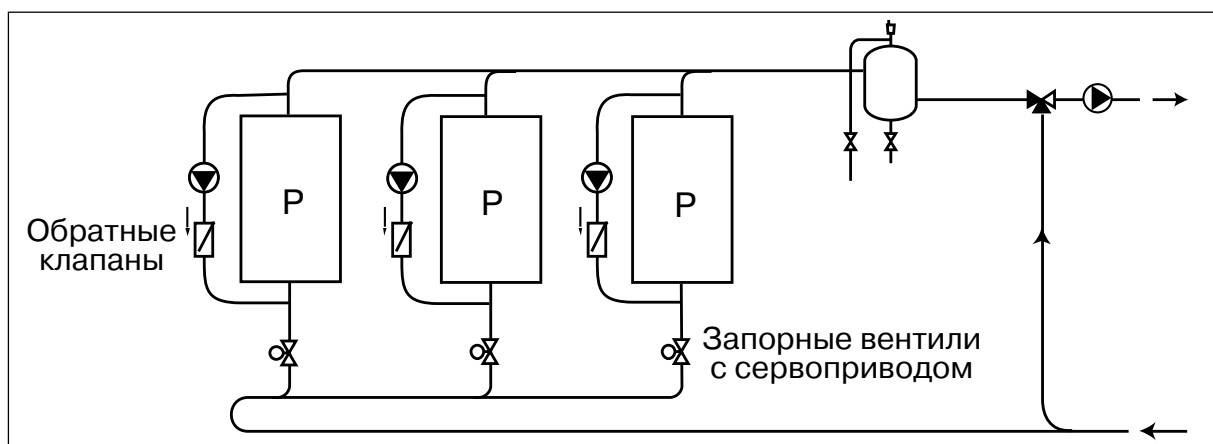 P
P
P
Обратные
клапаны
Запорные вентили
с сервоприводом